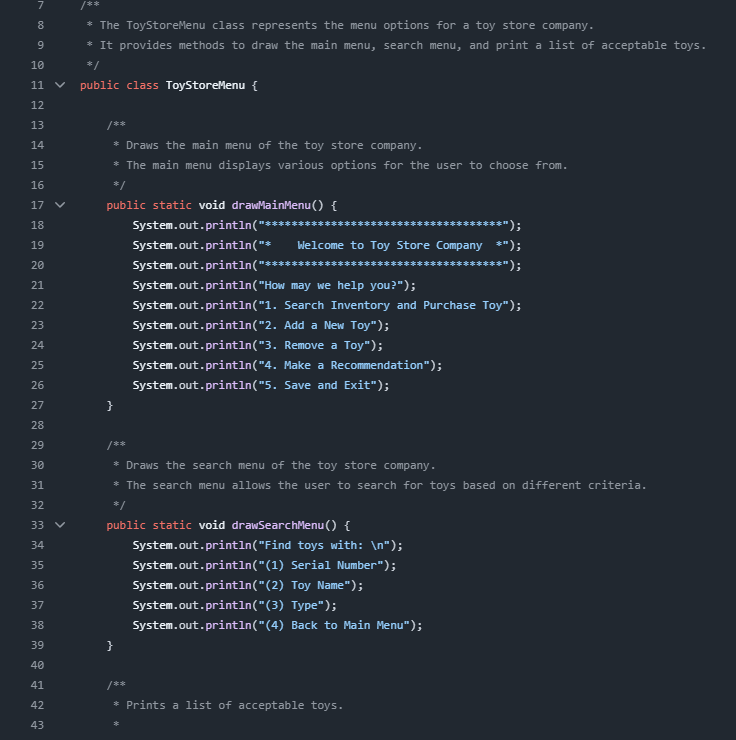 7 /**
8  * The ToyStoreMenu class represents the menu options for a toy store company.
9  * It provides methods to draw the main menu, search menu, and print a list of acceptable toys.
10  */
11 public class ToyStoreMenu {
12
13     /**
14      * Draws the main menu of the toy store company.
15      * The main menu displays various options for the user to choose from.
16      */
17     public static void drawMainMenu() {
18         System.out.println("************************************");
19         System.out.println("*    Welcome to Toy Store Company  *");
20         System.out.println("************************************");
21         System.out.println("How may we help you?");
22         System.out.println("1. Search Inventory and Purchase Toy");
23         System.out.println("2. Add a New Toy");
24         System.out.println("3. Remove a Toy");
25         System.out.println("4. Make a Recommendation");
26         System.out.println("5. Save and Exit");
27     }
28
29     /**
30      * Draws the search menu of the toy store company.
31      * The search menu allows the user to search for toys based on different criteria.
32      */
33     public static void drawSearchMenu() {
34         System.out.println("Find toys with: \n");
35         System.out.println("(1) Serial Number");
36         System.out.println("(2) Toy Name");
37         System.out.println("(3) Type");
38         System.out.println("(4) Back to Main Menu");
39     }
40
41     /**
42      * Prints a list of acceptable toys.
43      *